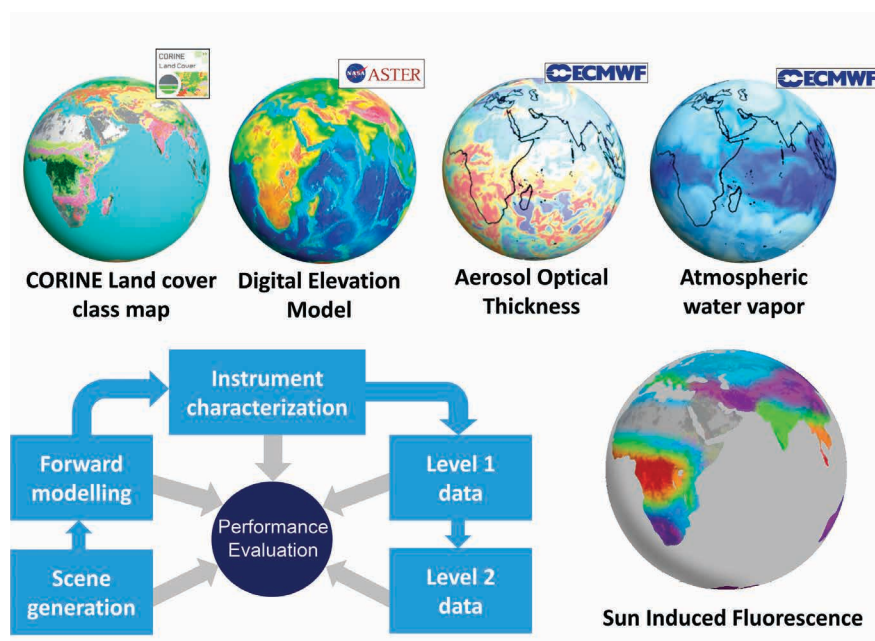 CORINE
Land Cover
NASA ASTER
ECMWF
ECMWF
CORINE Land cover
class map
Digital Elevation
Model
Aerosol Optical
Thickness
Atmospheric
water vapor
Instrument
characterization
Forward
modelling
Level 1
data
Performance
Evaluation
Scene
generation
Level 2
data
Sun Induced Fluorescence